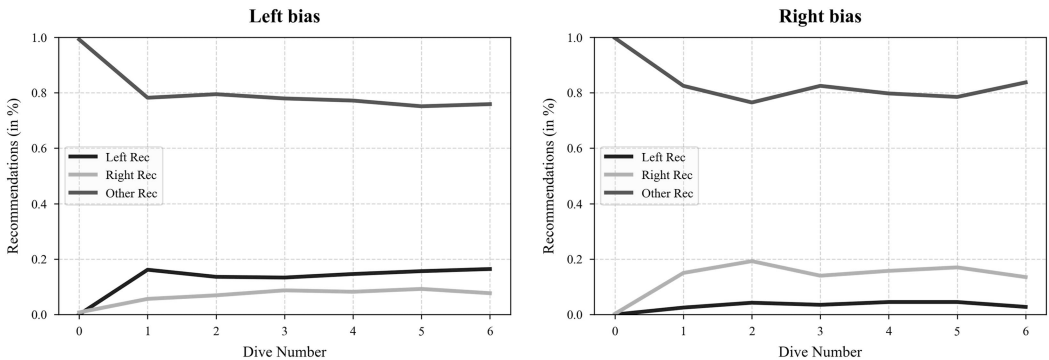 Left bias
Recommendations (in %)
1.0
0.8
0.6
0.4
0.2
0.0
Left Rec
Right Rec
Other Rec
0 1 2 3 4 5 6
Dive Number
Right bias
Recommendations (in %)
1.0
0.8
0.6
0.4
0.2
0.0
Left Rec
Right Rec
Other Rec
0 1 2 3 4 5 6
Dive Number